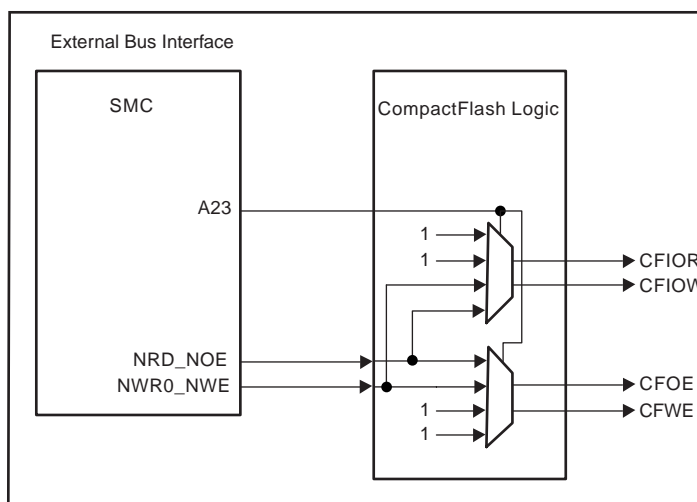 External Bus Interface
SMC
CompactFlash Logic
A23
1
1
CFIOR
CFIOW
NRD_NOE
NWR0_NWE
CFOE
1
CFWE
1